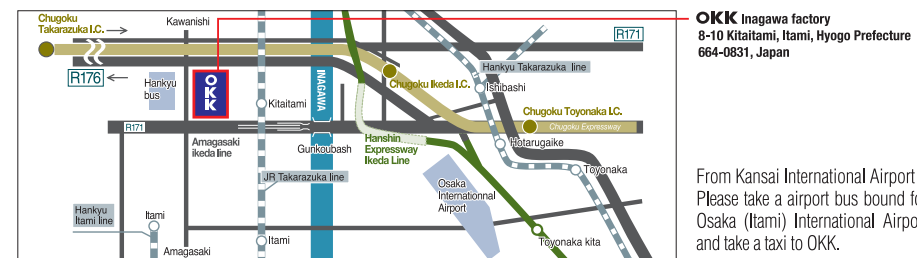 Chugoku
Takarazuka I.C.
Kawanishi
R171
R176
Hankyu
bus
OKK
Kitaitami
INAGAWA
Chugoku Ikeda I.C.
Hankyu Takarazuka line
Ishibashi
Chugoku Toyonaka I.C.
Chugoku Expressway
R171
Amagasaki
ikeda line
Gunkoubash
Hanshin
Expressway
Ikeda Line
Hotarugaike
Toyonaka
JR Takarazuka line
Osaka
Internationnal
Airport
Hankyu
Itami line
Itami
Itami
Amagasaki
Toyonaka kita
OKK Inagawa factory
8-10 Kitaitami, Itami, Hyogo Prefecture
664-0831, Japan
From Kansai International Airport
Please take a airport bus bound fo
Osaka (Itami) International Airpo
and take a taxi to OKK.